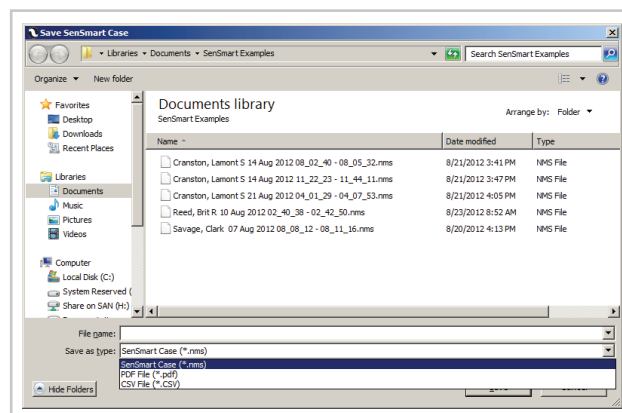 Save SenSmart Case
Libraries Documents SenSmart Examples
Search SenSmart Examples
Organize New folder
Favorites
Desktop
Downloads
Recent Places
Libraries
Documents
Music
Pictures
Videos
Computer
Local Disk (C:)
System Reserved (
Share on SAN (H:)
Documents library
SenSmart Examples
Arrange by: Folder
Name Date modified Type
Cranston, Lamont S 14 Aug 2012 08_02_40 - 08_05_32.nms 8/21/2012 3:41 PM NMS File
Cranston, Lamont S 14 Aug 2012 11_22_23 - 11_44_11.nms 8/21/2012 3:47 PM NMS File
Cranston, Lamont S 21 Aug 2012 04_01_29 - 04_07_53.nms 8/21/2012 4:05 PM NMS File
Reed, Brit R 10 Aug 2012 02_40_38 - 02_42_50.nms 8/23/2012 8:52 AM NMS File
Savage, Clark 07 Aug 2012 08_08_12 - 08_11_16.nms 8/20/2012 4:13 PM NMS File
File name:
Save as type: SenSmart Case (*.nms)
SenSmart Case (*.nms)
PDF File (*.pdf)
CSV File (*.CSV)
Hide Folders